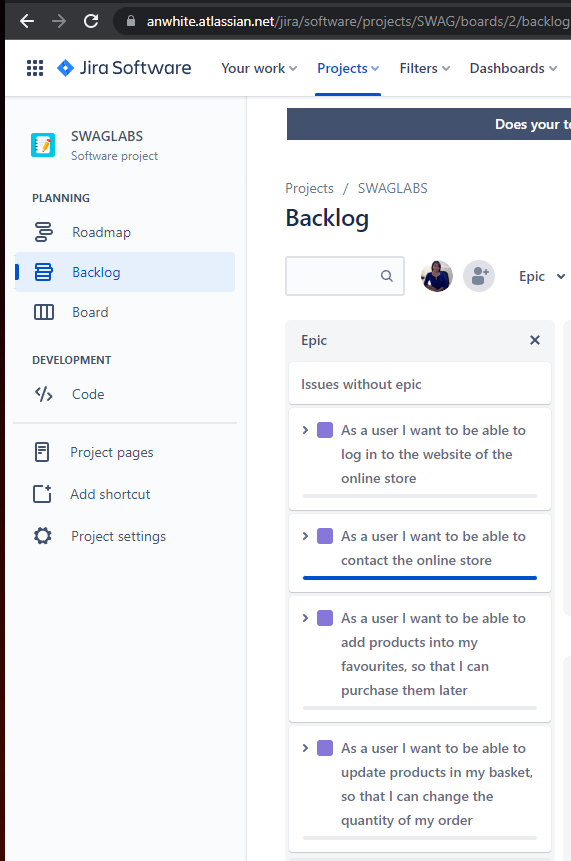 anwhite.atlassian.net/jira/software/projects/SWAG/boards/2/backlog
Jira Software
Your work
Projects
Filters
Dashboards
SWAGLABS
Software project
PLANNING
Roadmap
Backlog
Board
DEVELOPMENT
Code
Project pages
Add shortcut
Project settings
Does your t
Projects / SWAGLABS
Backlog
Epic
Epic
Issues without epic
As a user I want to be able to
log in to the website of the
online store
As a user I want to be able to
contact the online store
As a user I want to be able to
add products into my
favourites, so that I can
purchase them later
As a user I want to be able to
update products in my basket,
so that I can change the
quantity of my order